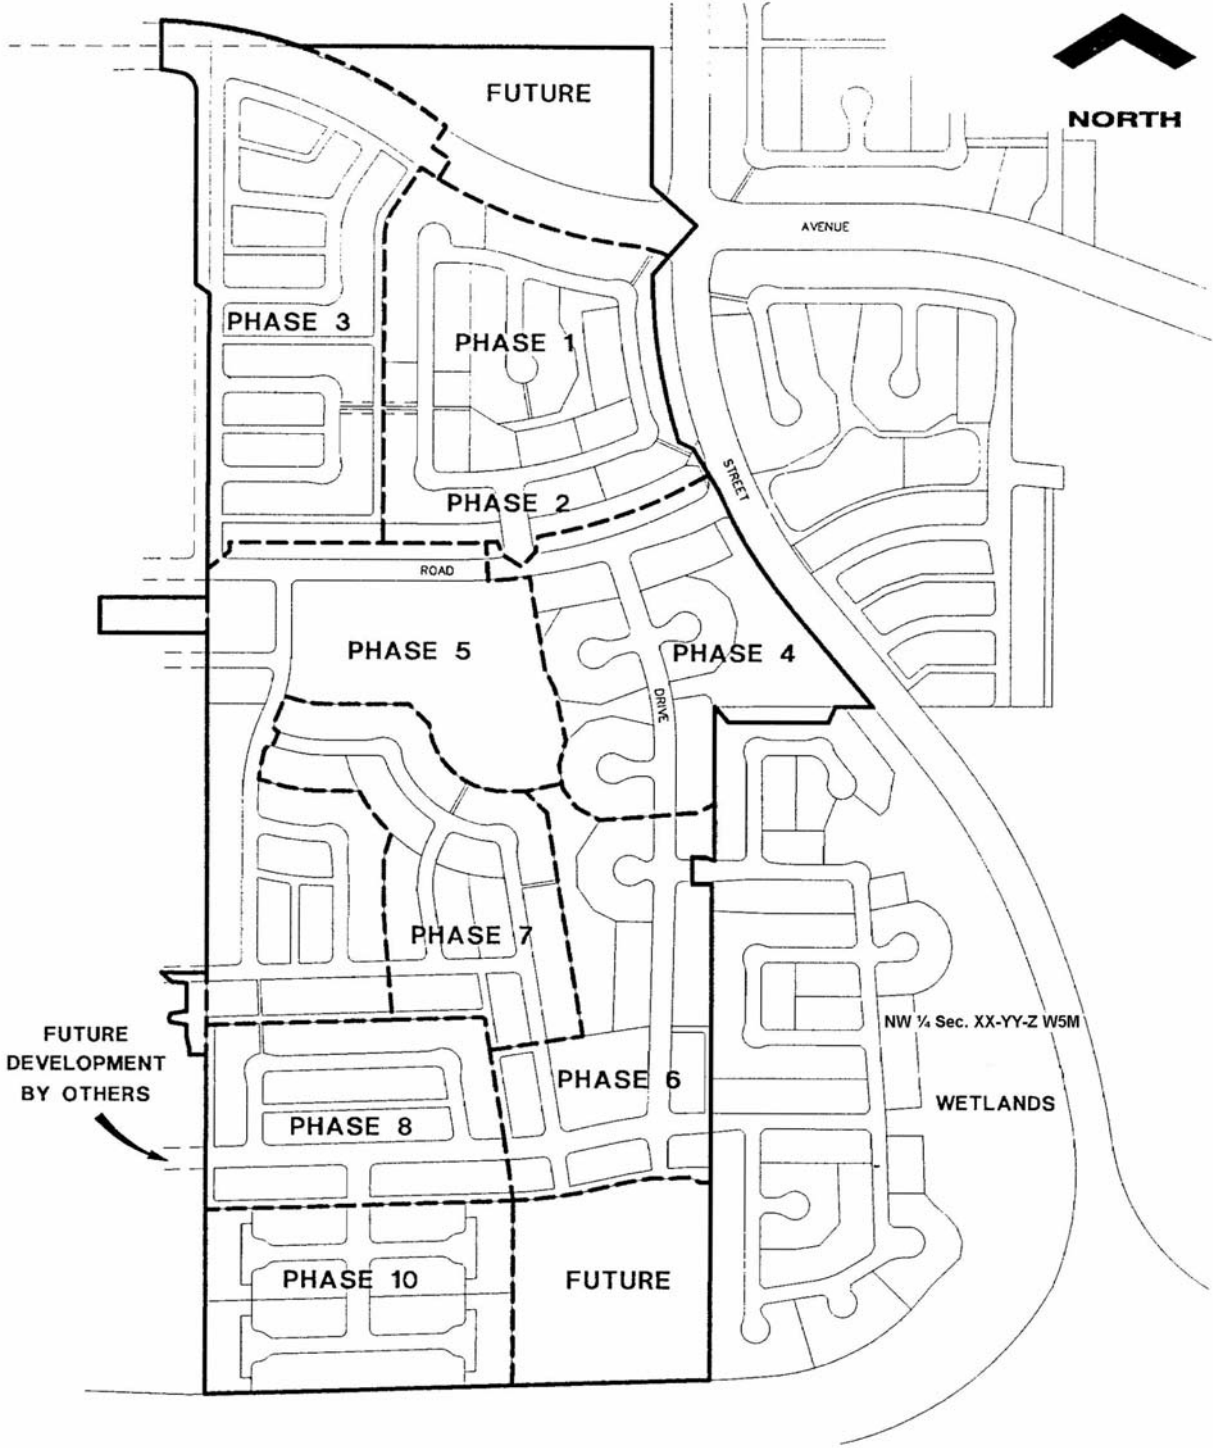 FUTURE
NORTH
AVENUE
PHASE 3
PHASE 1
STREET
PHASE 2
ROAD
PHASE 5
PHASE 4
DRIVE
PHASE 7
NW ¼ Sec. XX-YY-Z W5M
FUTURE
DEVELOPMENT
BY OTHERS
PHASE 6
WETLANDS
PHASE 8
PHASE 10
FUTURE